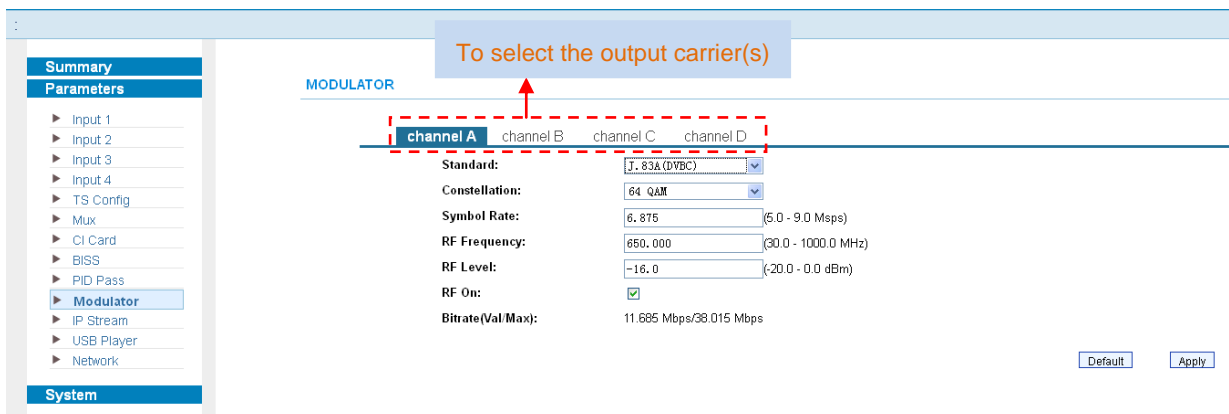 :
To select the output carrier(s)
Summary
Parameters
Input 1
Input 2
Input 3
Input 4
TS Config
Mux
CI Card
BISS
PID Pass
Modulator
IP Stream
USB Player
Network
System
MODULATOR
channel A channel B channel C channel D
Standard: J.83A(DVBC)
Constellation: 64 QAM
Symbol Rate: 6.875 (5.0 - 9.0 Msps)
RF Frequency: 650.000 (30.0 - 1000.0 MHz)
RF Level: -16.0 (-20.0 - 0.0 dBm)
RF On:
Bitrate(Val/Max): 11.685 Mbps/38.015 Mbps
Default Apply